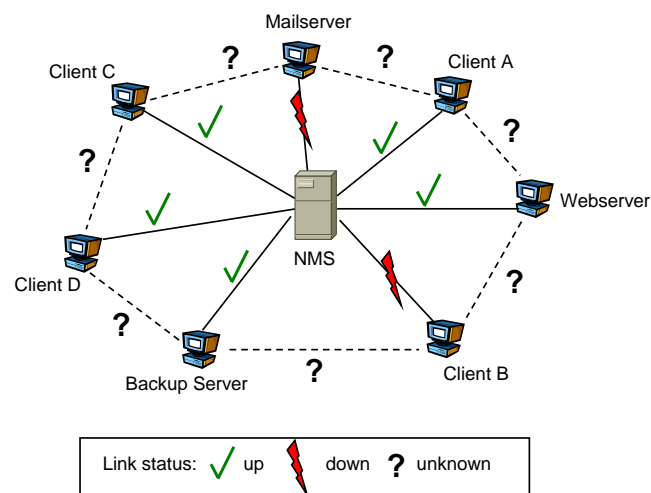 Mailserver
?
?
Client C
Client A
?
?
Webserver
NMS
Client D
?
?
?
Client B
Backup Server
Link status: up down ? unknown